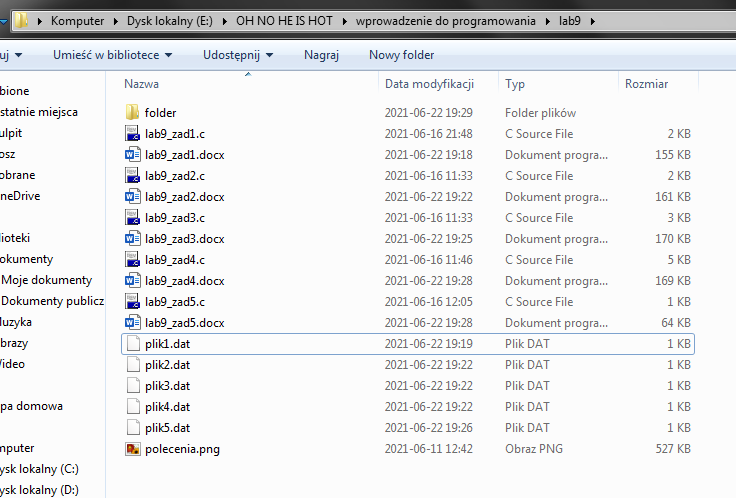 Komputer Dysk lokalny (E:) OH NO HE IS HOT wprowadzenie do programowania lab9
uj Umieść w bibliotece Udostępnij Nagraj Nowy folder
Nazwa Data modyfikacji Typ Rozmiar
folder 2021-06-22 19:29 Folder plików
lab9_zad1.c 2021-06-16 21:48 C Source File 2 KB
lab9_zad1.docx 2021-06-22 19:18 Dokument progra... 155 KB
lab9_zad2.c 2021-06-16 11:33 C Source File 2 KB
lab9_zad2.docx 2021-06-22 19:22 Dokument progra... 161 KB
lab9_zad3.c 2021-06-16 11:33 C Source File 3 KB
lab9_zad3.docx 2021-06-22 19:25 Dokument progra... 170 KB
lab9_zad4.c 2021-06-16 11:46 C Source File 5 KB
lab9_zad4.docx 2021-06-22 19:28 Dokument progra... 169 KB
lab9_zad5.c 2021-06-16 12:05 C Source File 1 KB
lab9_zad5.docx 2021-06-22 19:28 Dokument progra... 64 KB
plik1.dat 2021-06-22 19:19 Plik DAT 1 KB
plik2.dat 2021-06-22 19:22 Plik DAT 1 KB
plik3.dat 2021-06-22 19:22 Plik DAT 1 KB
plik4.dat 2021-06-22 19:22 Plik DAT 1 KB
plik5.dat 2021-06-22 19:26 Plik DAT 1 KB
polecenia.png 2021-06-11 12:42 Obraz PNG 527 KB
bione
statnie miejsca
ulpit
osz
obrane
neDrive
lioteki
okumenty
Moje dokumenty
Dokumenty publicz
uzyka
brazy
ideo
pa domowa
mputer
ysk lokalny (C:)
ysk lokalny (D:)